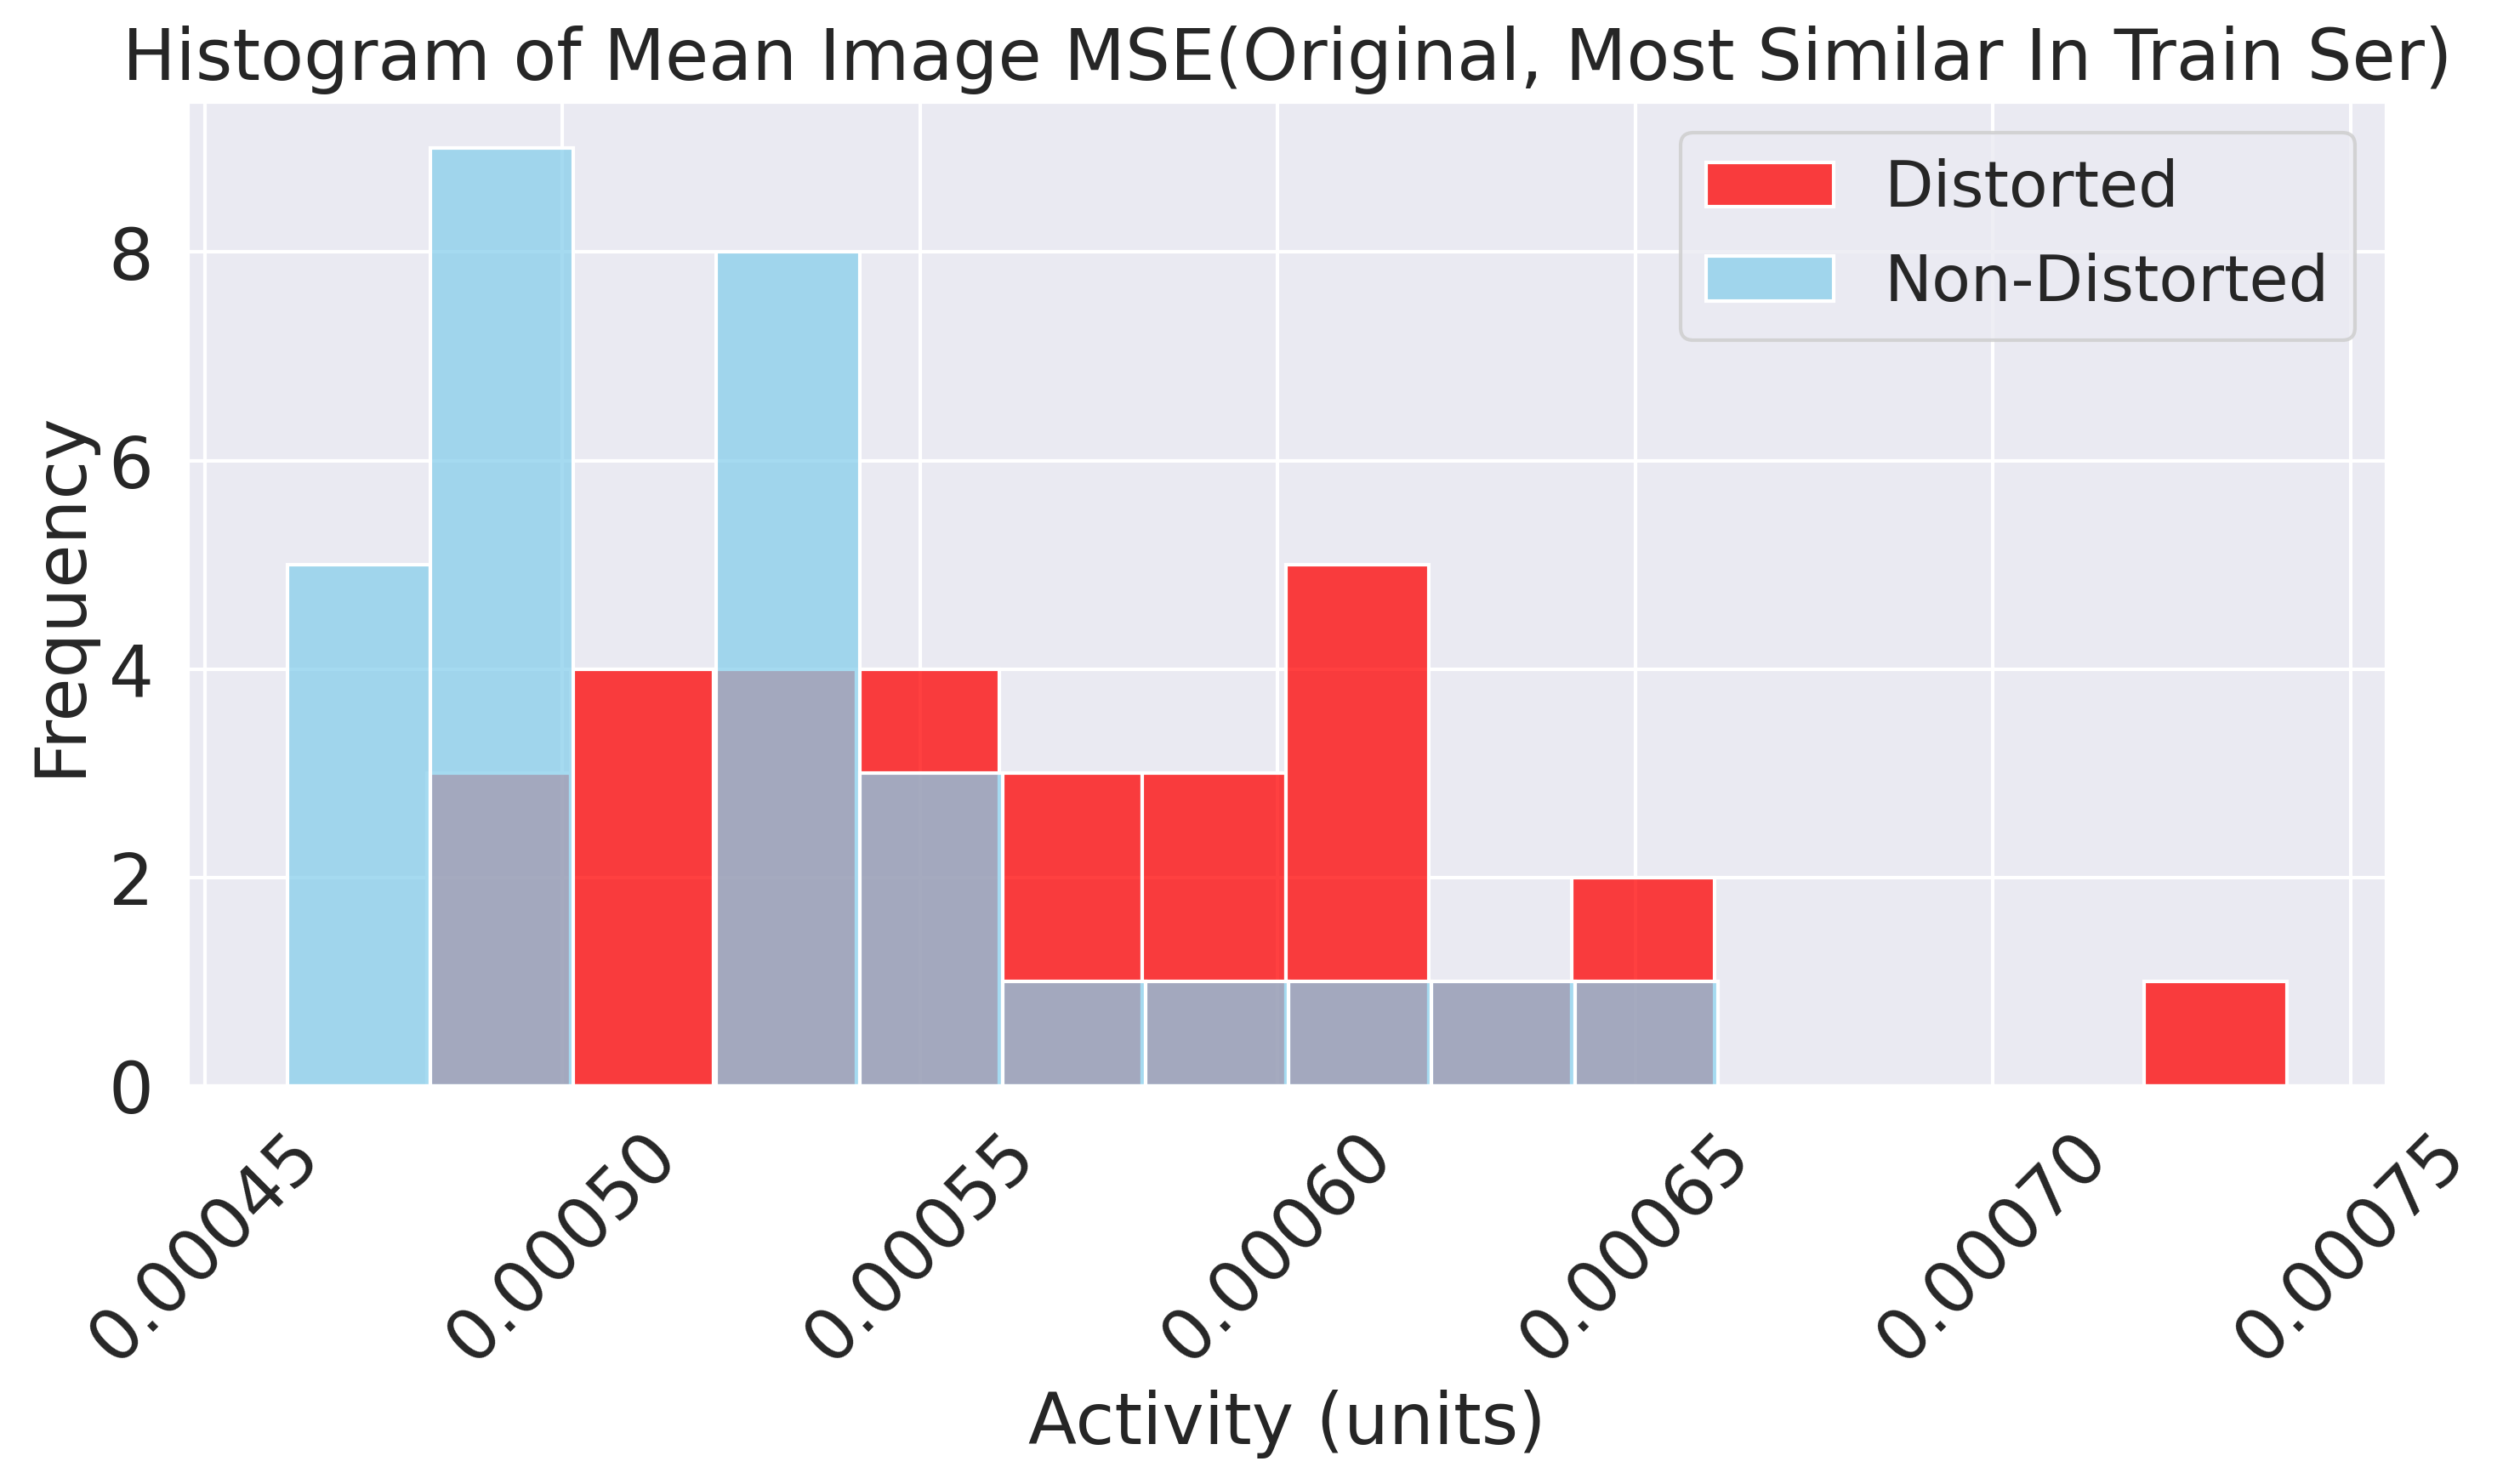 Histogram of Mean Image MSE(Original, Most Similar In Train Ser)
Distorted
Non-Distorted
Frequency
8
6
4
2
0
0.00045
0.00050
0.00055
0.00060
0.00065
0.00070
0.00075
Activity (units)